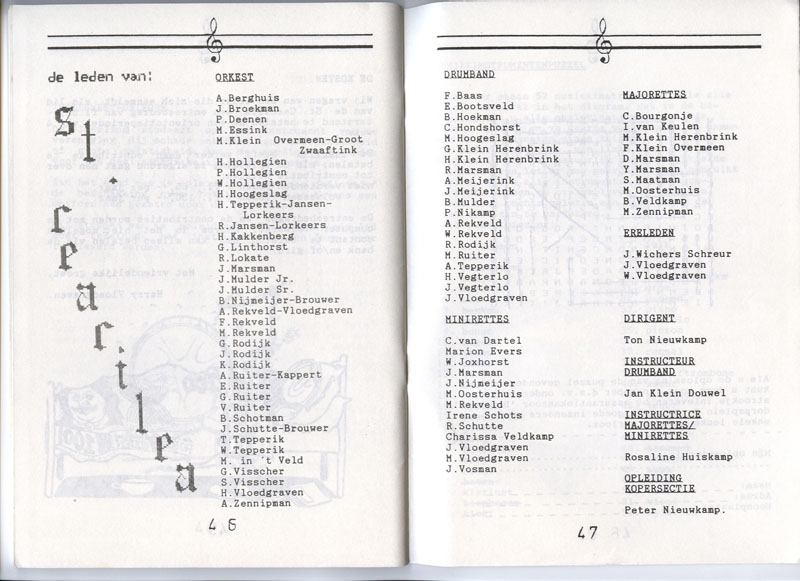 de leden van:
st. ceacilea
ORKEST
A.Berghuis
J.Broekman
P.Deenen
M.Essink
M.Klein Overmeen-Groot
Zwaaftink
H.Hollegien
P.Hollegien
W.Hollegien
H.Hoogeslag
H.Tepperik-Jansen-
Lorkeers
R.Jansen-Lorkeers
H.Kakkenberg
G.Linthorst
R.Lokate
J.Marsman
J.Mulder Jr.
J.Mulder Sr.
B.Nijmeijer-Brouwer
A.Rekveld-Vloedgraven
F.Rekveld
M.Rekveld
G.Rodijk
J.Rodijk
K.Rodijk
A.Ruiter-Kappert
E.Ruiter
G.Ruiter
V.Ruiter
B.Schotman
J.Schutte-Brouwer
T.Tepperik
W.Tepperik
M. in 't Veld
G.Visscher
S.Visscher
H.Vloedgraven
A.Zennipman
46
DRUMBAND
F.Baas
E.Bootsveld
B.Hoekman
C.Hondshorst
M.Hoogeslag
G.Klein Herenbrink
H.Klein Herenbrink
R.Marsman
A.Meijerink
J.Meijerink
B.Mulder
P.Nikamp
A.Rekveld
W.Rekveld
R.Rodijk
M.Ruiter
A.Tepperik
H.Vegterlo
J.Vegterlo
J.Vloedgraven
MINIRETTES
C.van Dartel
Marion Evers
W.Joxhorst
J.Marsman
J.Nijmeijer
M.Oosterhuis
M.Rekveld
Irene Schots
R.Schutte
Charissa Veldkamp
J.Vloedgraven
M.Vloedgraven
J.Vosman
MAJORETTES
C.Bourgonje
I.van Keulen
M.Klein Herenbrink
F.Klein Overmeen
D.Marsman
Y.Marsman
S.Maatman
M.Oosterhuis
B.Veldkamp
M.Zennipman
ERELEDEN
J.Wichers Schreur
J.Vloedgraven
W.Vloedgraven
DIRIGENT
Ton Nieuwkamp
INSTRUCTEUR
DRUMBAND
Jan Klein Douwel
INSTRUCTRICE
MAJORETTES/
MINIRETTES
Rosaline Huiskamp
OPLEIDING
KOPERSECTIE
Peter Nieuwkamp.
47